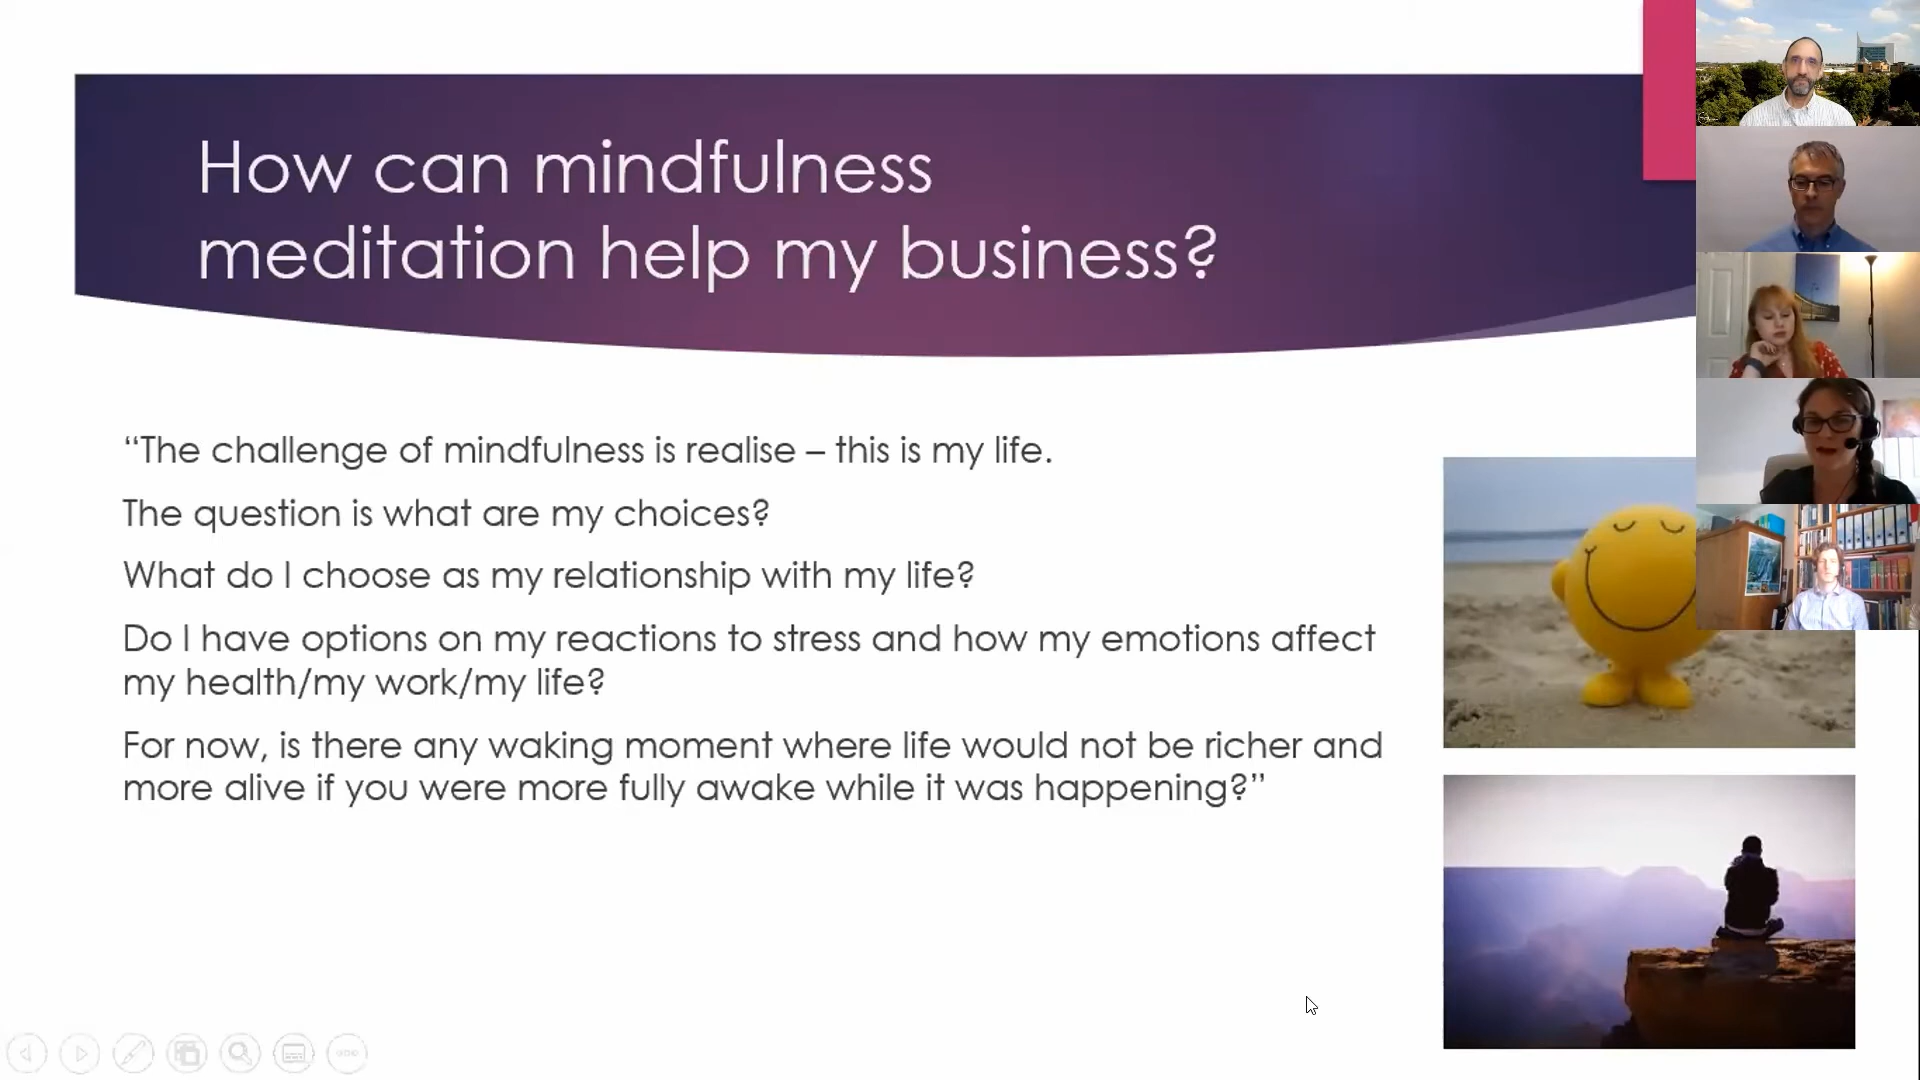 How can mindfulness
meditation help my business?
“The challenge of mindfulness is realise – this is my life.
The question is what are my choices?
What do I choose as my relationship with my life?
Do I have options on my reactions to stress and how my emotions affect
my health/my work/my life?
For now, is there any waking moment where life would not be richer and
more alive if you were more fully awake while it was happening?”